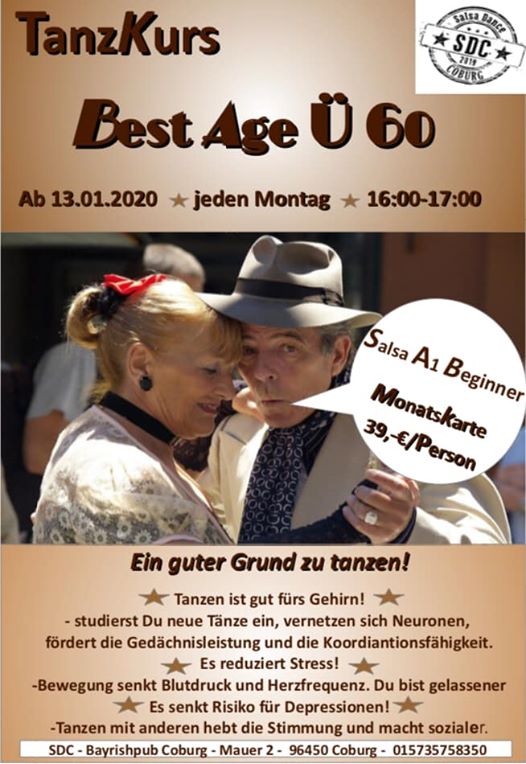 TanzKurs
Salsa Dance
SDC
2019
COBURG
Best Age Ü 60
Ab 13.01.2020 jeden Montag 16:00-17:00
Salsa A1 Beginner
Monatskarte
39,-€/Person
Ein guter Grund zu tanzen!
Tanzen ist gut fürs Gehirn!
- studierst Du neue Tänze ein, vernetzen sich Neuronen,
fördert die Gedächnisleistung und die Koordiantionsfähigkeit.
Es reduziert Stress!
-Bewegung senkt Blutdruck und Herzfrequenz. Du bist gelassener
Es senkt Risiko für Depressionen!
-Tanzen mit anderen hebt die Stimmung und macht sozialer.
SDC - Bayrishpub Coburg - Mauer 2 - 96450 Coburg - 015735758350